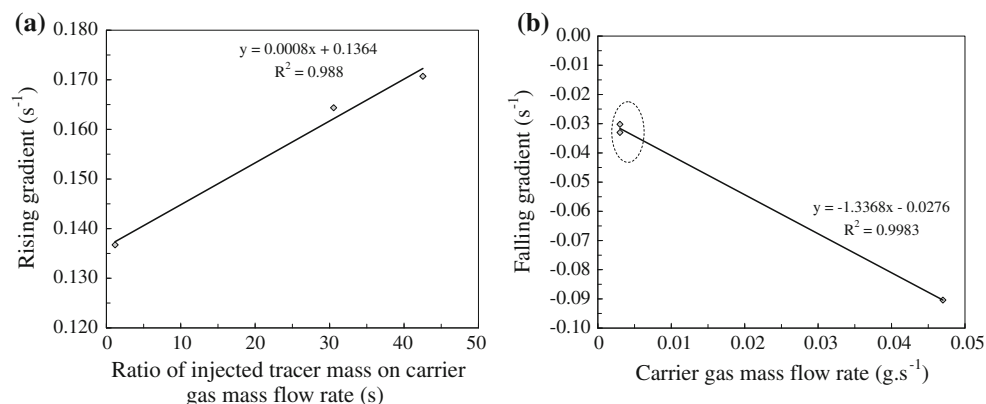 (a)
0.180
0.170
0.160
0.150
0.140
0.130
0.120
Rising gradient (s⁻¹)
y = 0.0008x + 0.1364
R² = 0.988
0 10 20 30 40 50
Ratio of injected tracer mass on carrier
gas mass flow rate (s)
(b)
0.00
-0.01
-0.02
-0.03
-0.04
-0.05
-0.06
-0.07
-0.08
-0.09
-0.10
Falling gradient (s⁻¹)
y = -1.3368x - 0.0276
R² = 0.9983
0 0.01 0.02 0.03 0.04 0.05
Carrier gas mass flow rate (g.s⁻¹)